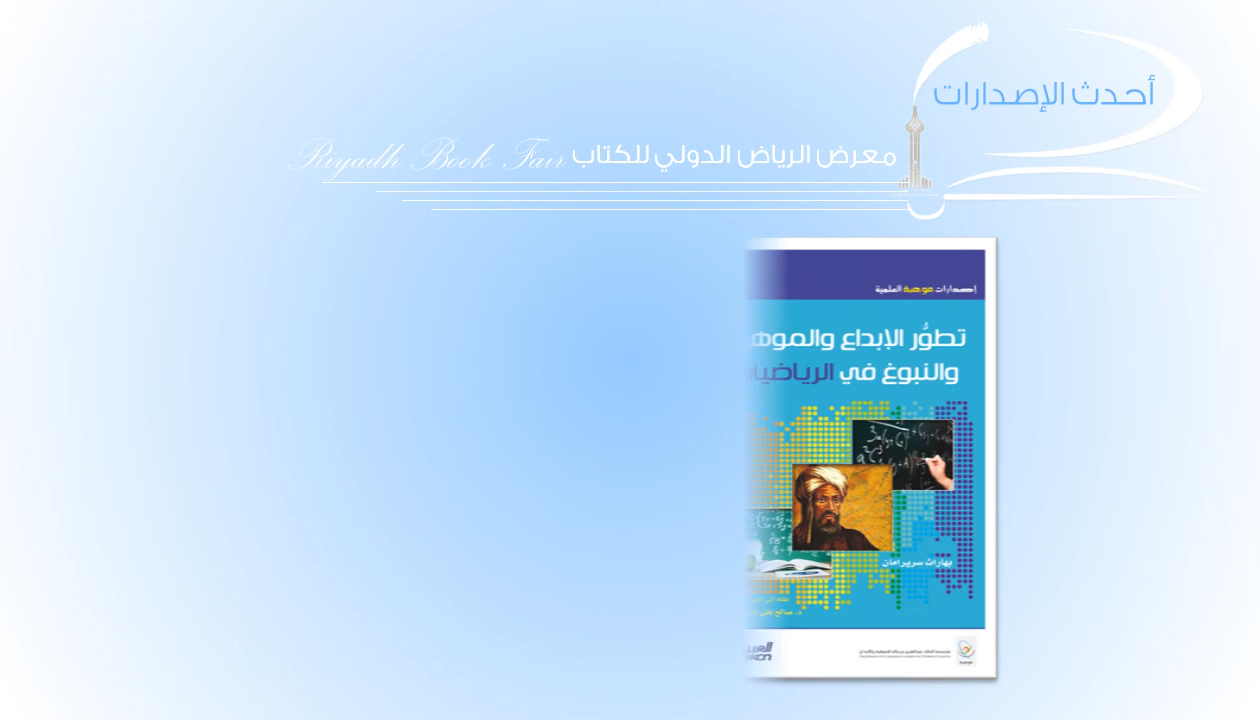 أحدث الإصدارات
معرض الرياض الدولي للكتاب Riyadh Book Fair
إصدارات موهبة العلمية
تطوُّر الإبداع والموهـ
والنبوغ في الرياضيا
بهارات سريرامان